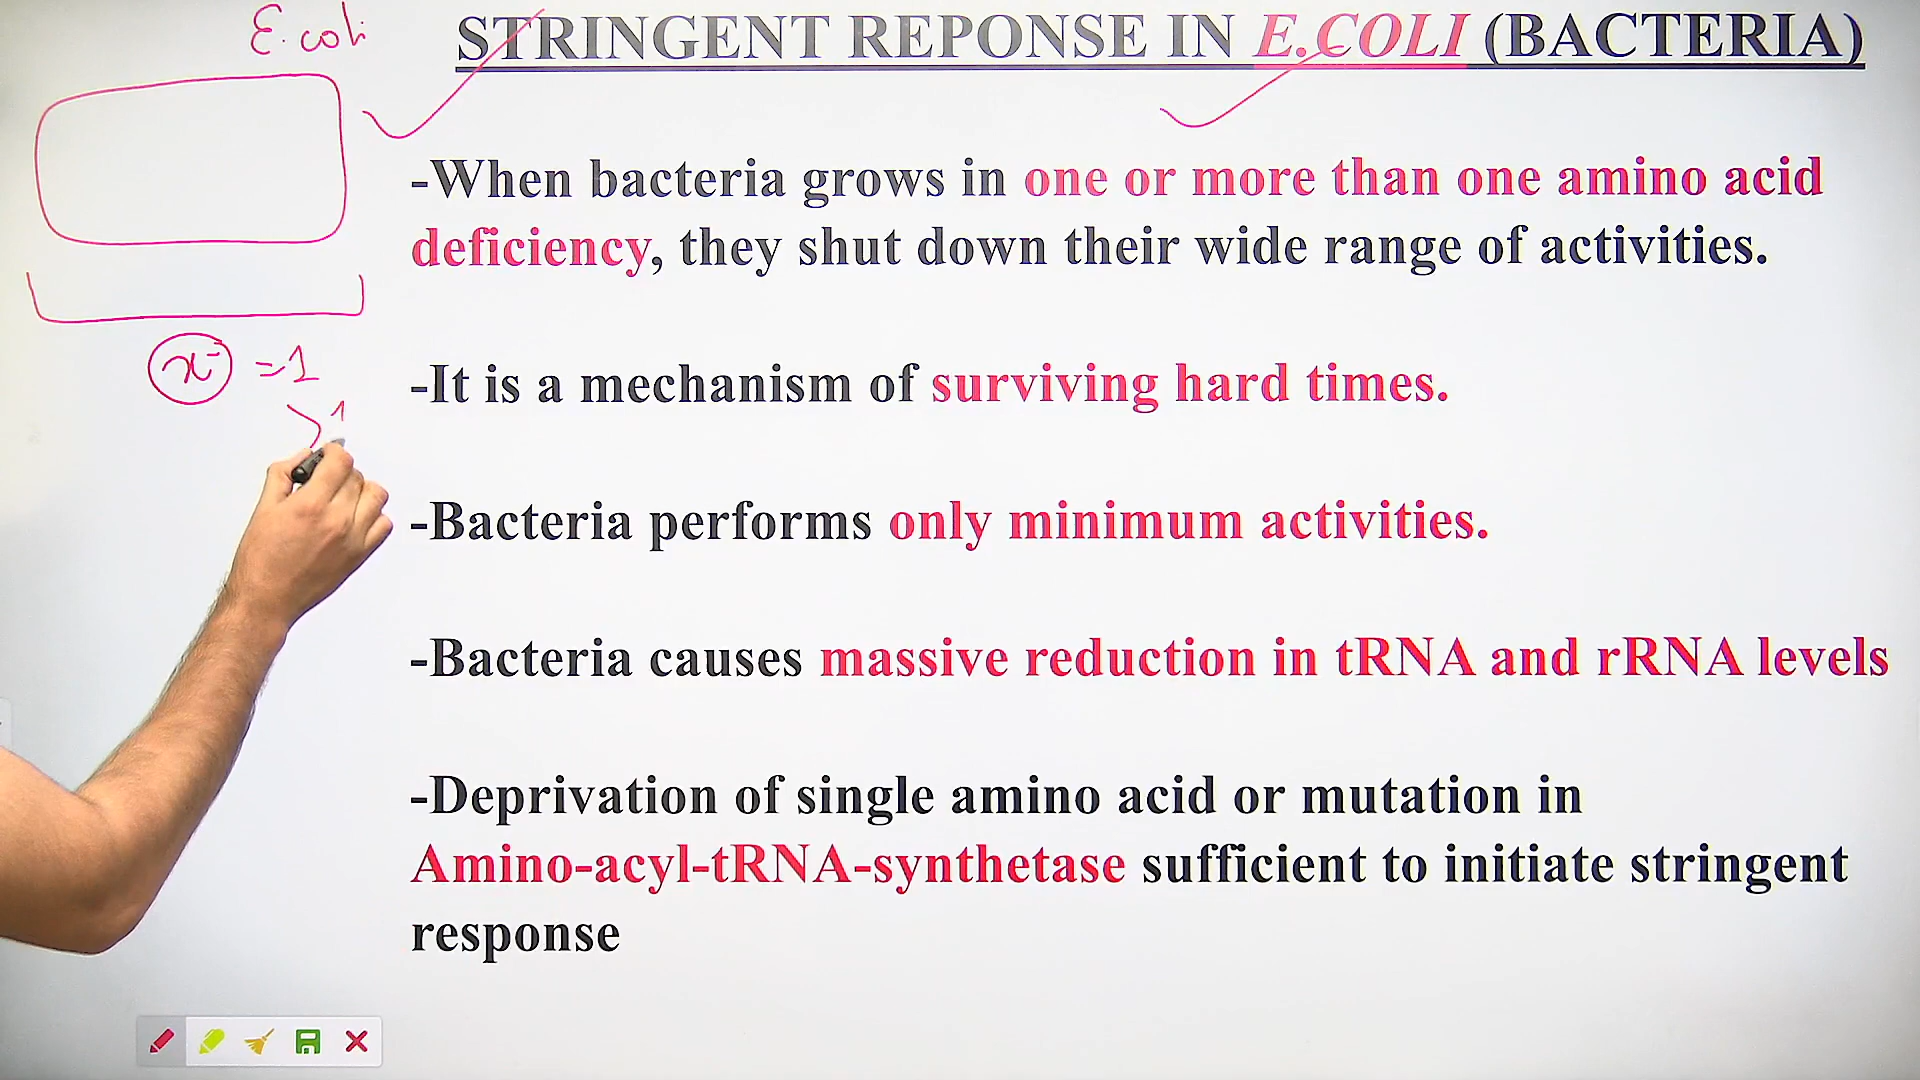 E.coli
STRINGENT REPONSE IN E.COLI (BACTERIA)
-When bacteria grows in one or more than one amino acid
deficiency, they shut down their wide range of activities.
x⁻ =1
>1
-It is a mechanism of surviving hard times.
-Bacteria performs only minimum activities.
-Bacteria causes massive reduction in tRNA and rRNA levels
-Deprivation of single amino acid or mutation in
Amino-acyl-tRNA-synthetase sufficient to initiate stringent
response